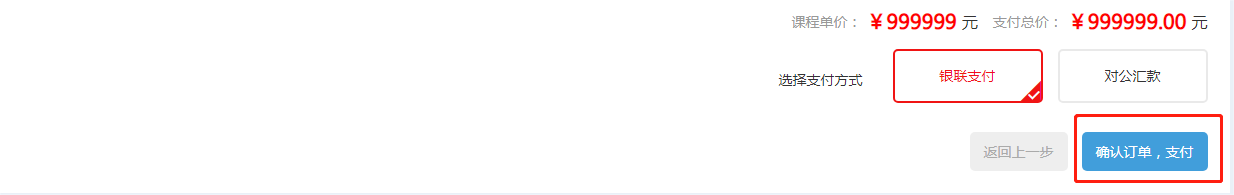 课程单价： ￥999999 元 支付总价： ￥999999.00 元
选择支付方式 银联支付 对公汇款
返回上一步 确认订单，支付